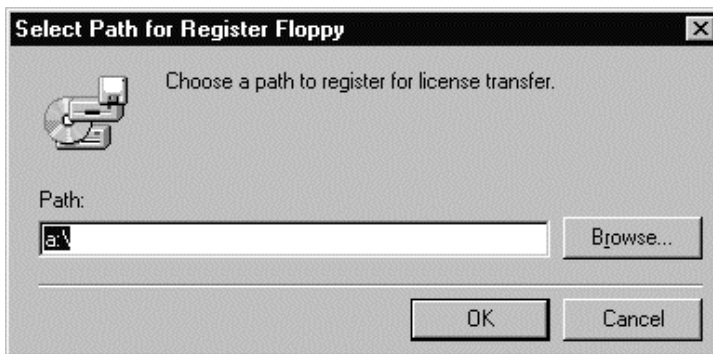 Select Path for Register Floppy
Choose a path to register for license transfer.
Path:
a:\
Browse...
OK
Cancel